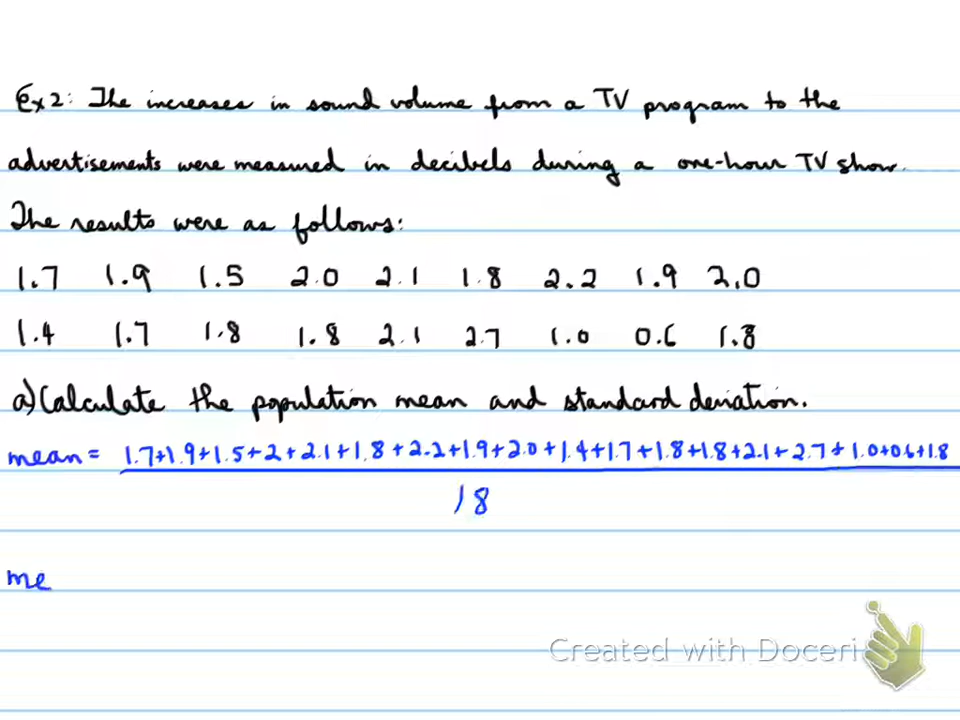 Ex2: The increases in sound volume from a TV program to the
advertisements were measured in decibels during a one-hour TV show.
The results were as follows:
1.7 1.9 1.5 2.0 2.1 1.8 2.2 1.9 2.0
1.4 1.7 1.8 1.8 2.1 2.7 1.0 0.6 1.8
a) Calculate the population mean and standard deviation.
mean = 1.7+1.9+1.5+2+2.1+1.8+2.2+1.9+2.0+1.4+1.7+1.8+1.8+2.1+2.7+1.0+0.6+1.8
18
me
Created with Doceri